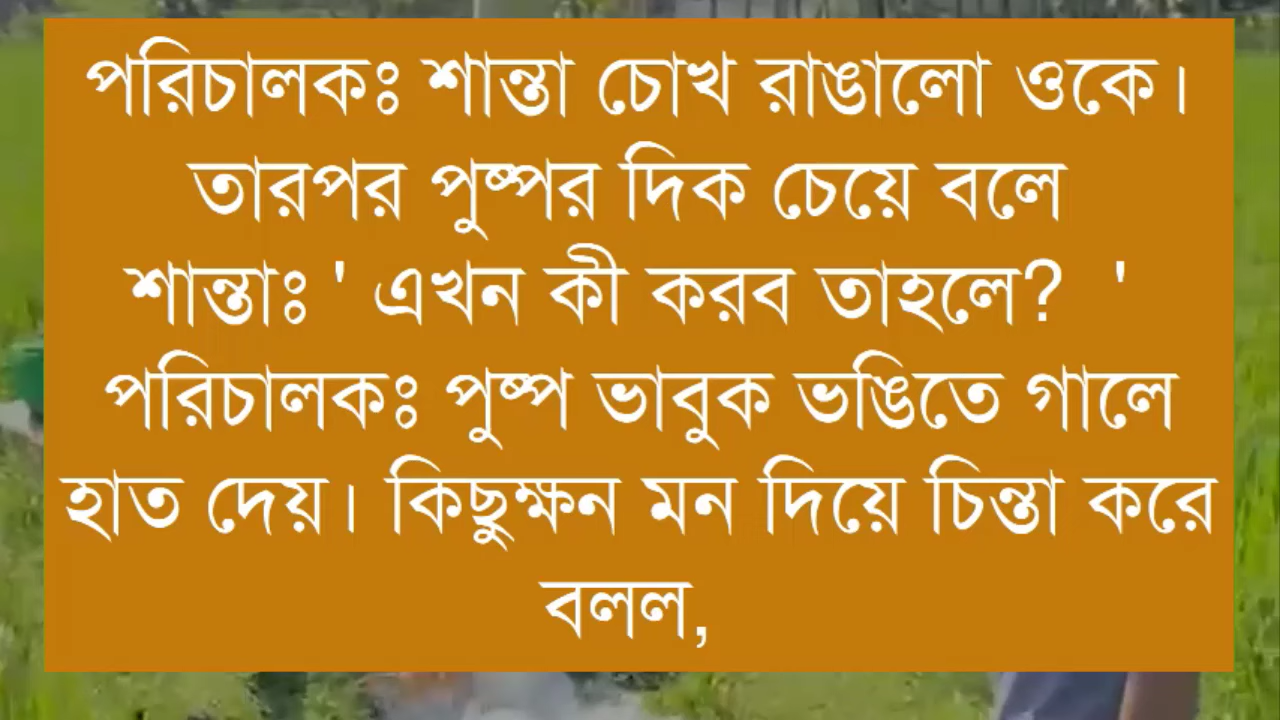 পরিচালকঃ শান্তা চোখ রাঙালো ওকে।
তারপর পুষ্পর দিক চেয়ে বলে
শান্তাঃ ' এখন কী করব তাহলে?  '
পরিচালকঃ পুষ্প ভাবুক ভঙিতে গালে
হাত দেয়। কিছুক্ষন মন দিয়ে চিন্তা করে
বলল,